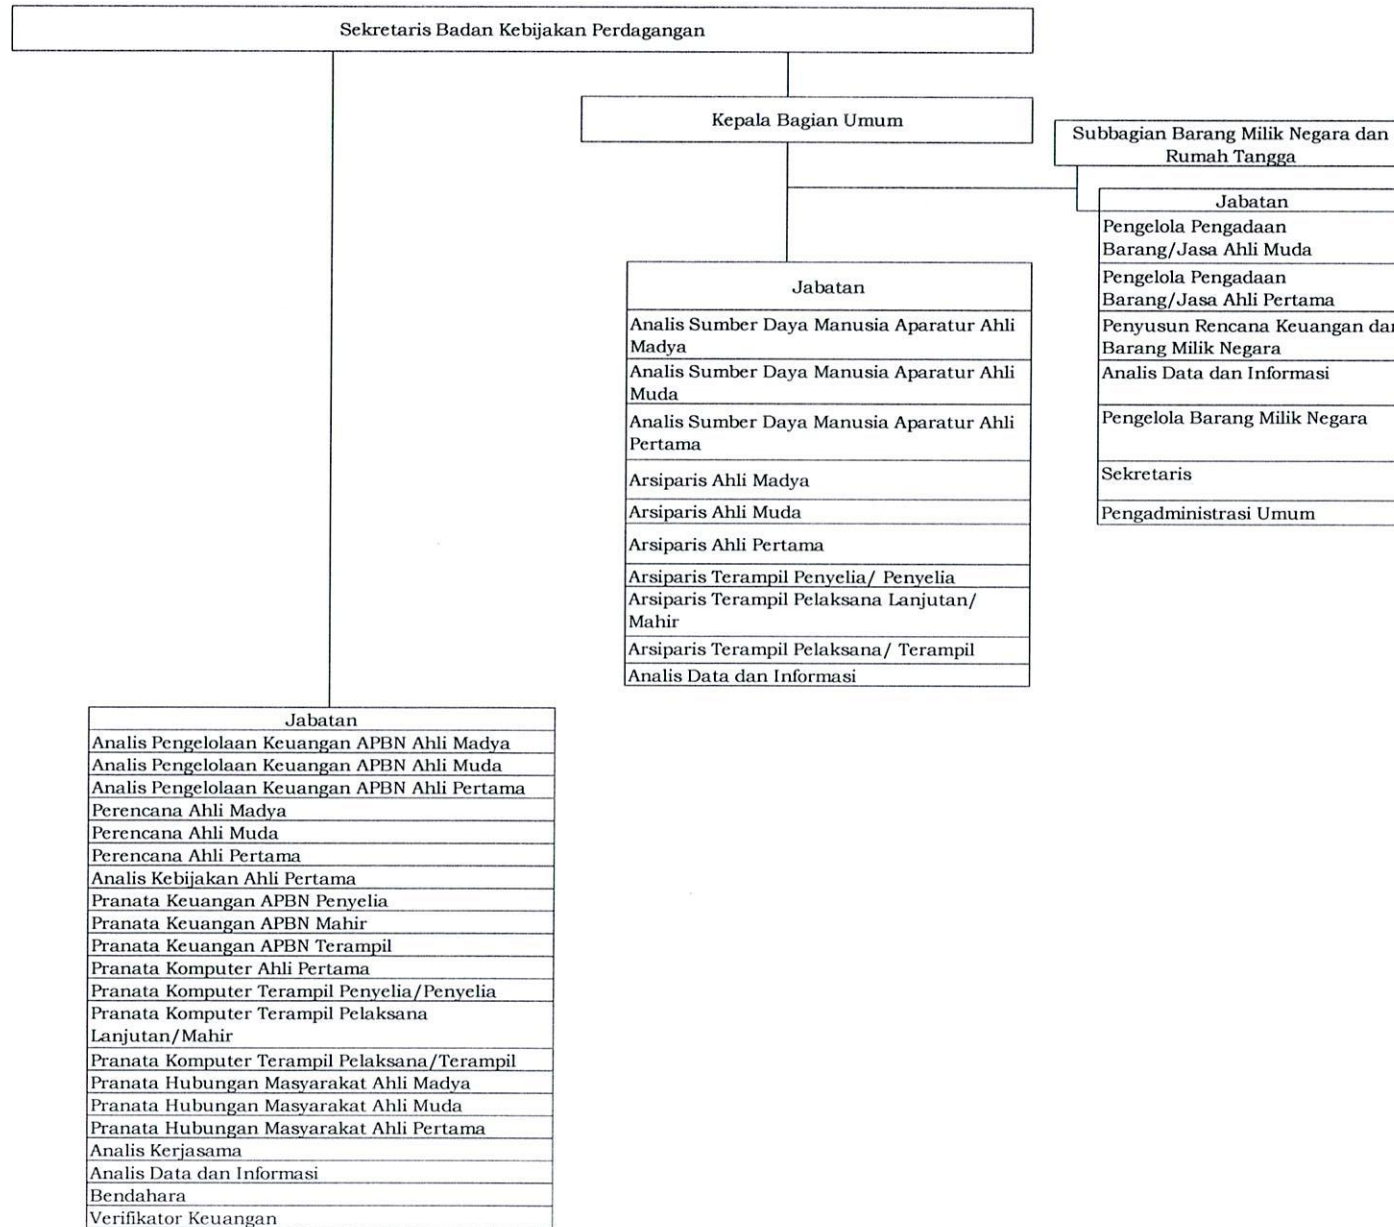 Sekretaris Badan Kebijakan Perdagangan
Kepala Bagian Umum
Subbagian Barang Milik Negara dan
Rumah Tangga
Jabatan
Pengelola Pengadaan
Barang/Jasa Ahli Muda
Pengelola Pengadaan
Barang/Jasa Ahli Pertama
Penyusun Rencana Keuangan dan
Barang Milik Negara
Analis Data dan Informasi
Pengelola Barang Milik Negara
Sekretaris
Pengadministrasi Umum
Jabatan
Analis Sumber Daya Manusia Aparatur Ahli
Madya
Analis Sumber Daya Manusia Aparatur Ahli
Muda
Analis Sumber Daya Manusia Aparatur Ahli
Pertama
Arsiparis Ahli Madya
Arsiparis Ahli Muda
Arsiparis Ahli Pertama
Arsiparis Terampil Penyelia/ Penyelia
Arsiparis Terampil Pelaksana Lanjutan/
Mahir
Arsiparis Terampil Pelaksana/ Terampil
Analis Data dan Informasi
Jabatan
Analis Pengelolaan Keuangan APBN Ahli Madya
Analis Pengelolaan Keuangan APBN Ahli Muda
Analis Pengelolaan Keuangan APBN Ahli Pertama
Perencana Ahli Madya
Perencana Ahli Muda
Perencana Ahli Pertama
Analis Kebijakan Ahli Pertama
Pranata Keuangan APBN Penyelia
Pranata Keuangan APBN Mahir
Pranata Keuangan APBN Terampil
Pranata Komputer Ahli Pertama
Pranata Komputer Terampil Penyelia/Penyelia
Pranata Komputer Terampil Pelaksana
Lanjutan/Mahir
Pranata Komputer Terampil Pelaksana/Terampil
Pranata Hubungan Masyarakat Ahli Madya
Pranata Hubungan Masyarakat Ahli Muda
Pranata Hubungan Masyarakat Ahli Pertama
Analis Kerjasama
Analis Data dan Informasi
Bendahara
Verifikator Keuangan